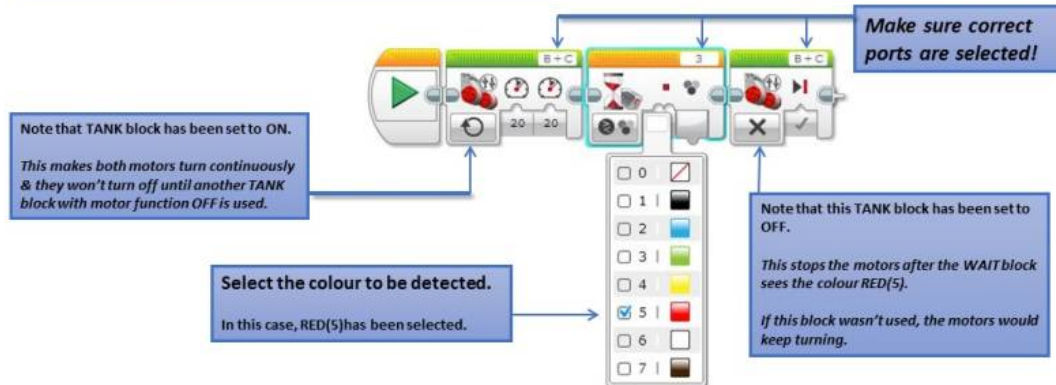 Make sure correct
ports are selected!
B + C
3
B + C
20 20
Note that TANK block has been set to ON.
This makes both motors turn continuously
& they won't turn off until another TANK
block with motor function OFF is used.
0
1
2
3
4
5
6
7
Select the colour to be detected.
In this case, RED(5)has been selected.
Note that this TANK block has been set to
OFF.
This stops the motors after the WAIT block
sees the colour RED(5).
If this block wasn't used, the motors would
keep turning.